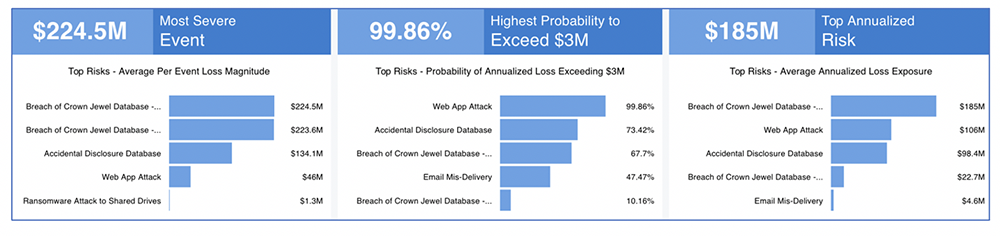 $224.5M
Most Severe
Event
Top Risks - Average Per Event Loss Magnitude
Breach of Crown Jewel Database -... $224.5M
Breach of Crown Jewel Database -... $223.6M
Accidental Disclosure Database $134.1M
Web App Attack $46M
Ransomware Attack to Shared Drives $1.3M
99.86%
Highest Probability to
Exceed $3M
Top Risks - Probability of Annualized Loss Exceeding $3M
Web App Attack 99.86%
Accidental Disclosure Database 73.42%
Breach of Crown Jewel Database -... 67.7%
Email Mis-Delivery 47.47%
Breach of Crown Jewel Database -... 10.16%
$185M
Top Annualized
Risk
Top Risks - Average Annualized Loss Exposure
Breach of Crown Jewel Database -... $185M
Web App Attack $106M
Accidental Disclosure Database $98.4M
Breach of Crown Jewel Database -... $22.7M
Email Mis-Delivery $4.6M